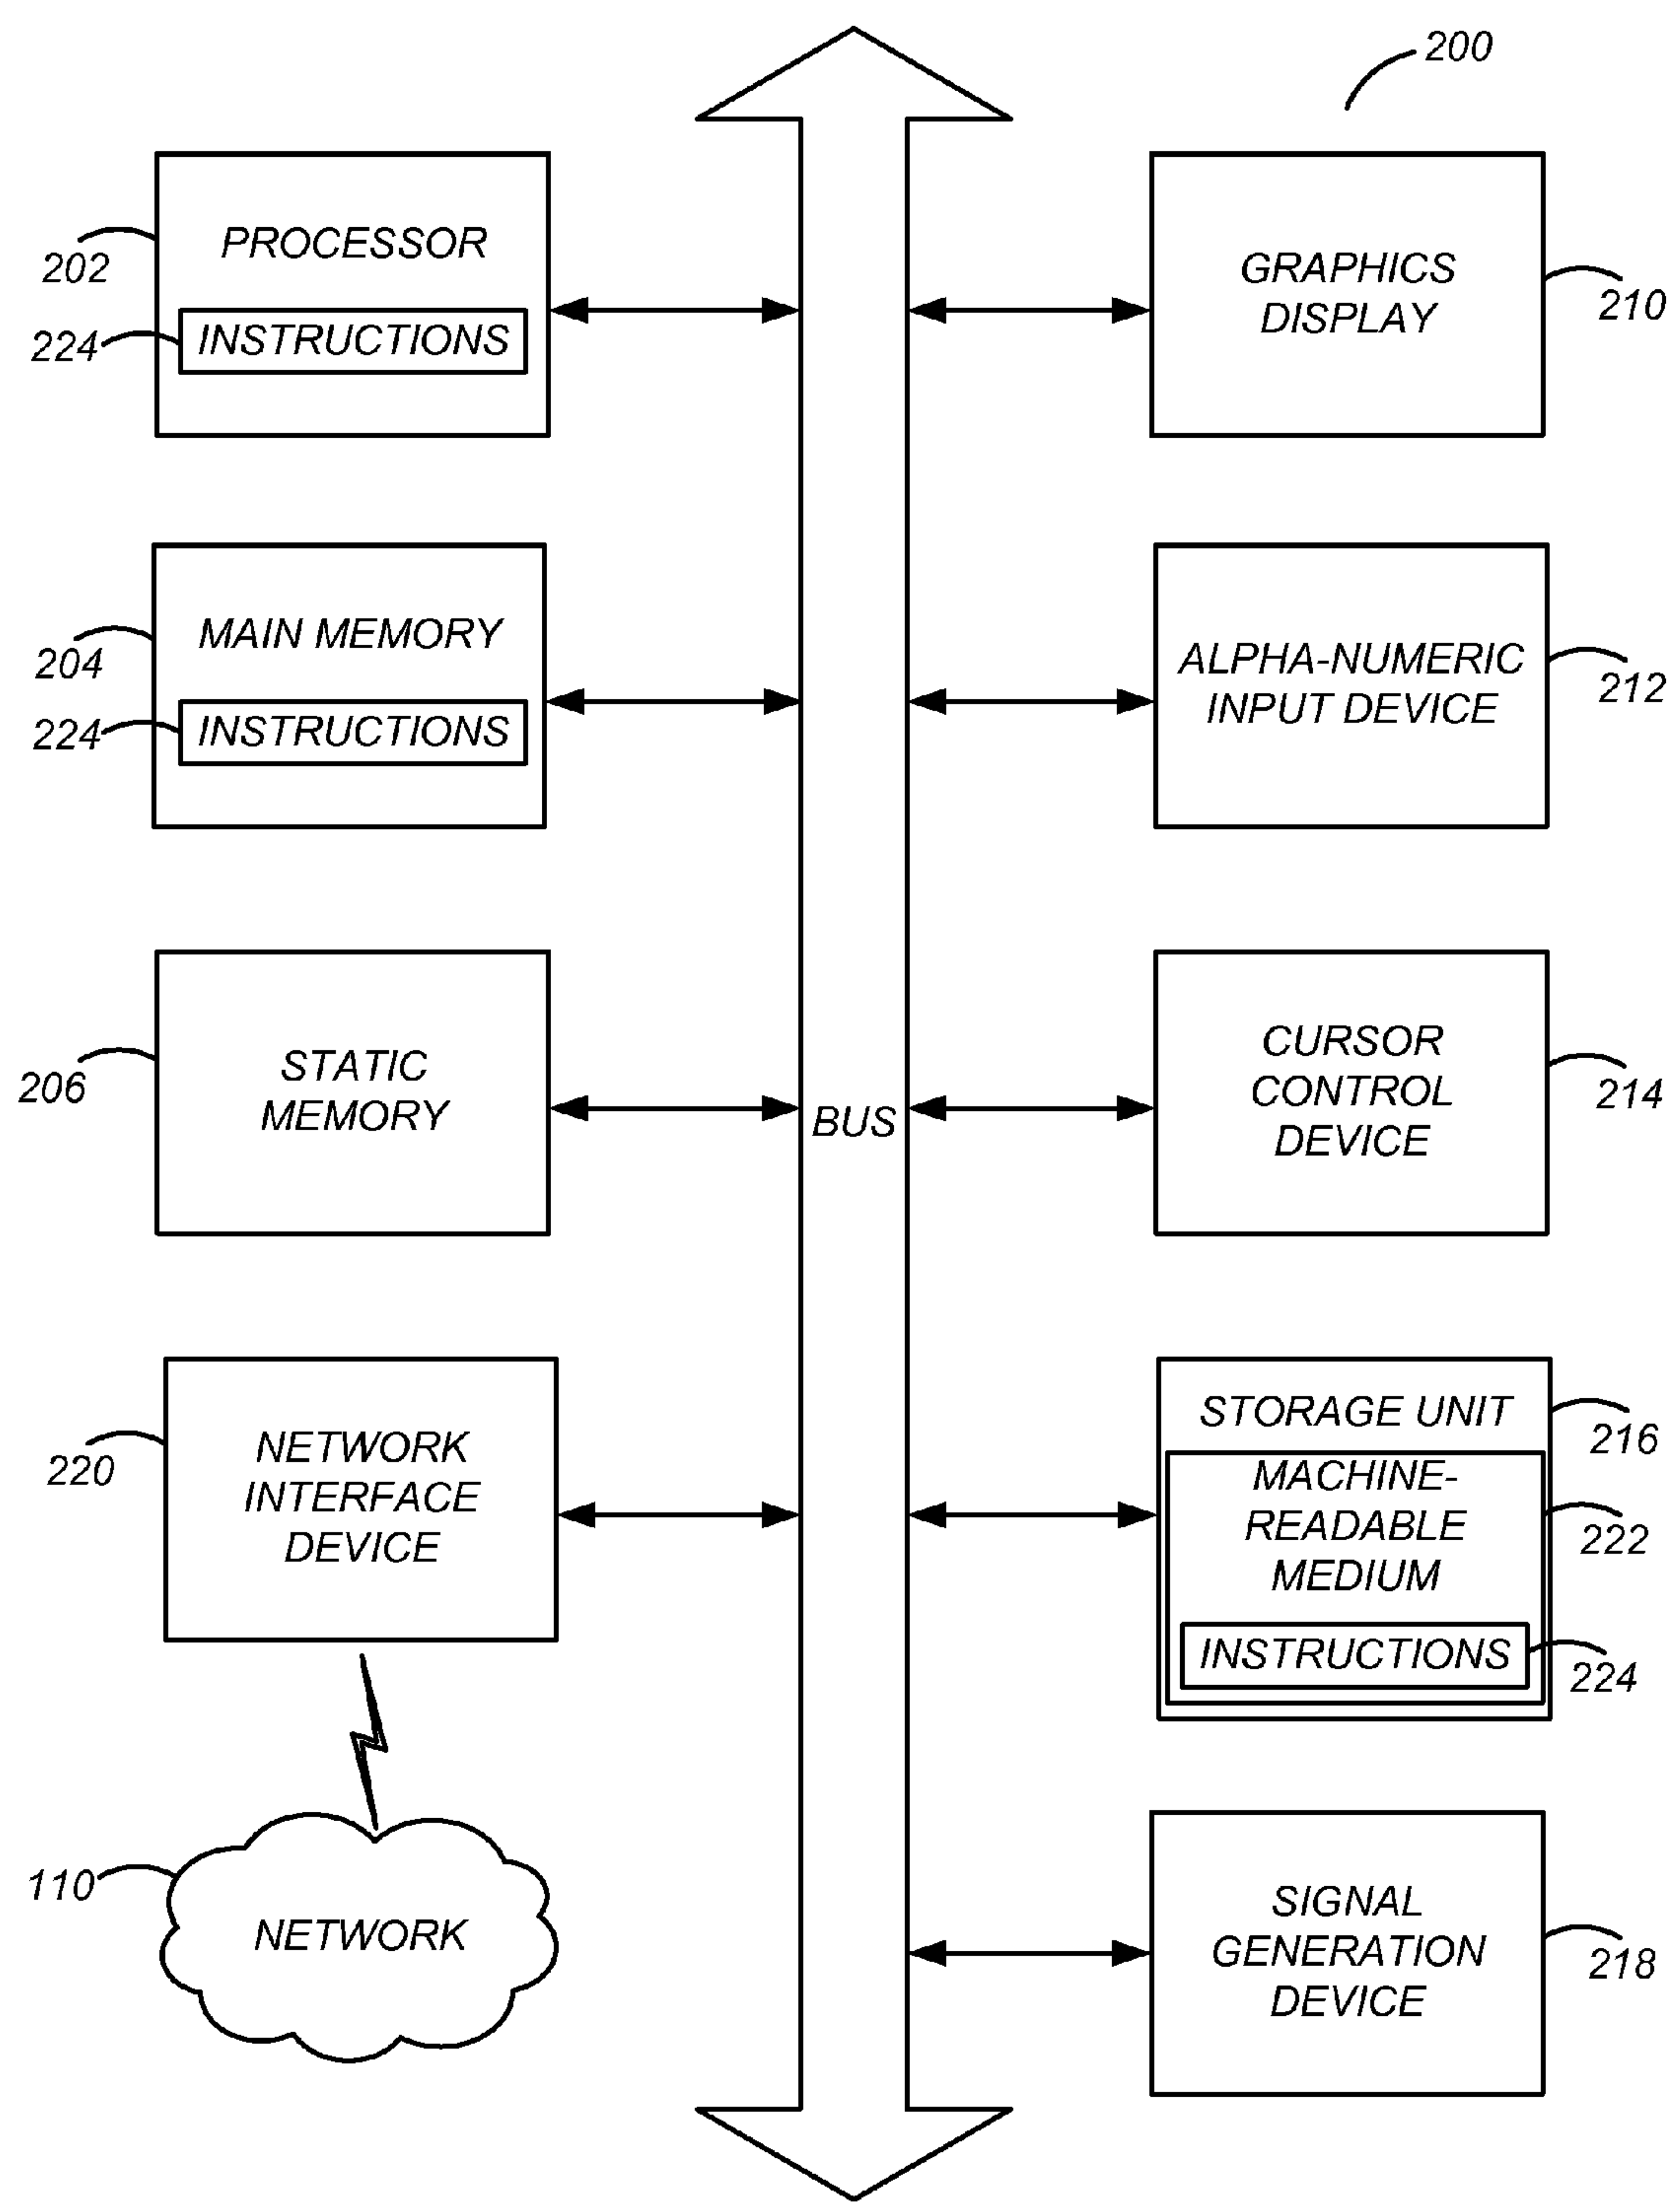 200
PROCESSOR
202
INSTRUCTIONS
224
MAIN MEMORY
204
INSTRUCTIONS
224
STATIC
MEMORY
206
NETWORK
INTERFACE
DEVICE
220
110
NETWORK
BUS
GRAPHICS
DISPLAY
210
ALPHA-NUMERIC
INPUT DEVICE
212
CURSOR
CONTROL
DEVICE
214
STORAGE UNIT
216
MACHINE-
READABLE
MEDIUM
222
INSTRUCTIONS
224
SIGNAL
GENERATION
DEVICE
218